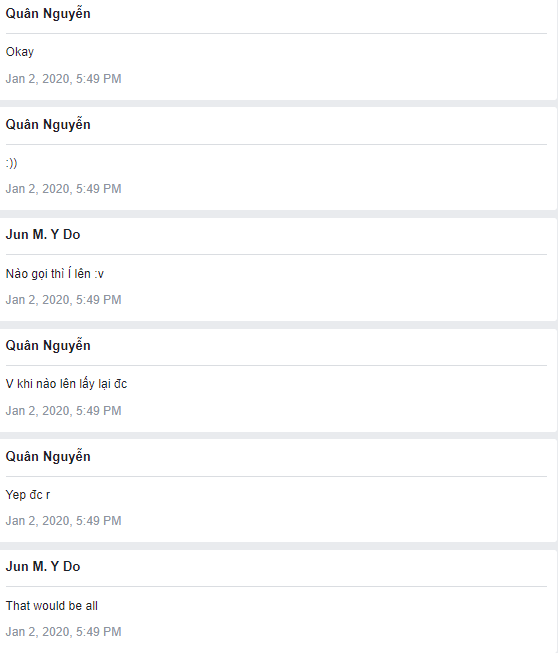 Quân Nguyễn
Okay
Jan 2, 2020, 5:49 PM
Quân Nguyễn
:))
Jan 2, 2020, 5:49 PM
Jun M. Y Do
Nào gọi thì Í lên :v
Jan 2, 2020, 5:49 PM
Quân Nguyễn
V khi nào lên lấy lại đc
Jan 2, 2020, 5:49 PM
Quân Nguyễn
Yep đc r
Jan 2, 2020, 5:49 PM
Jun M. Y Do
That would be all
Jan 2, 2020, 5:49 PM